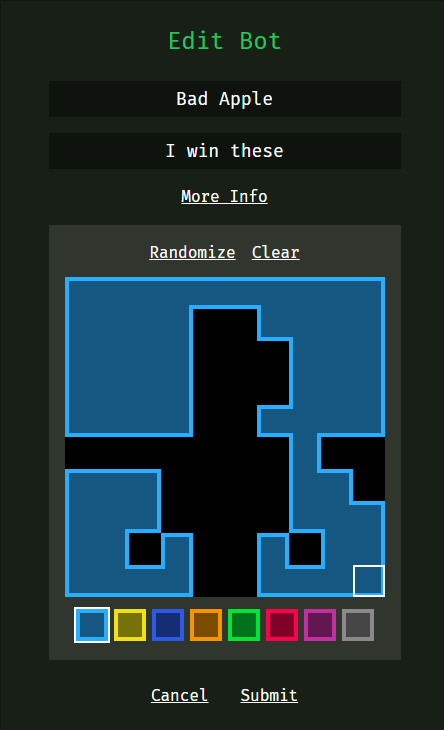 Edit Bot
Bad Apple
I win these
More Info
Randomize Clear
Cancel Submit